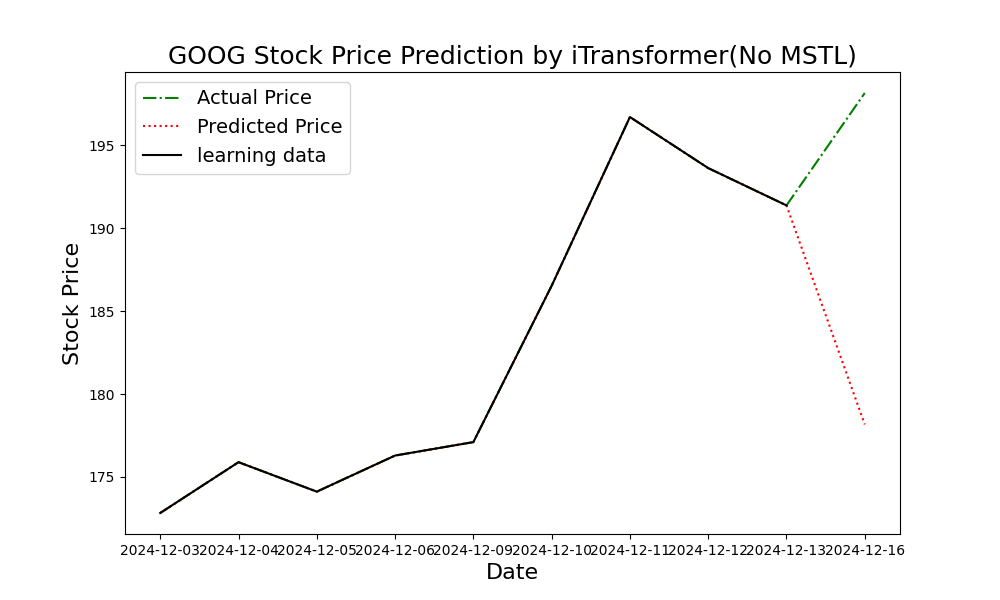 GOOG Stock Price Prediction by iTransformer(No MSTL)
Actual Price
Predicted Price
learning data
195
190
185
180
175
Stock Price
2024-12-03 2024-12-04 2024-12-05 2024-12-06 2024-12-09 2024-12-10 2024-12-11 2024-12-12 2024-12-13 2024-12-16
Date